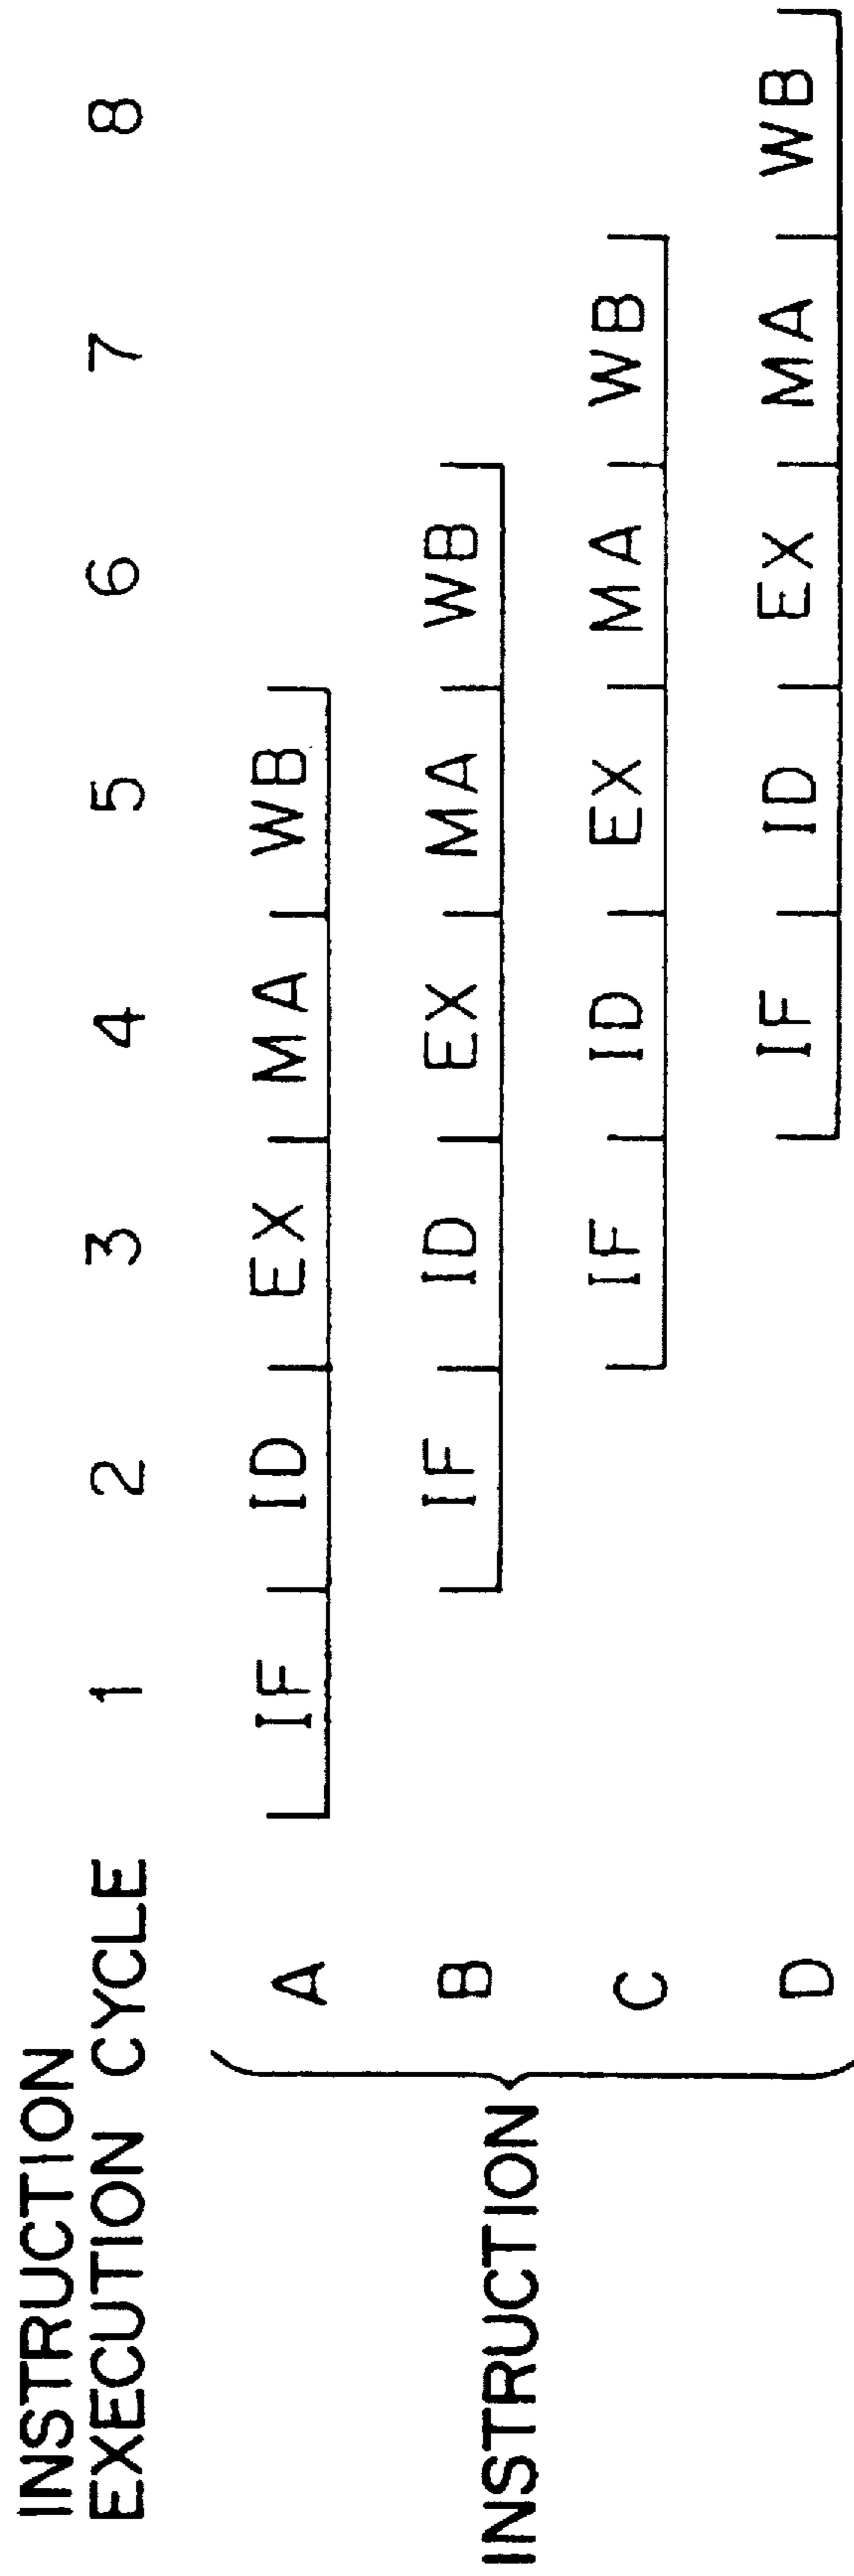 INSTRUCTION
EXECUTION CYCLE 1 2 3 4 5 6 7 8
A IF ID EX MA WB
B IF ID EX MA WB
INSTRUCTION
C IF ID EX MA WB
D IF ID EX MA WB